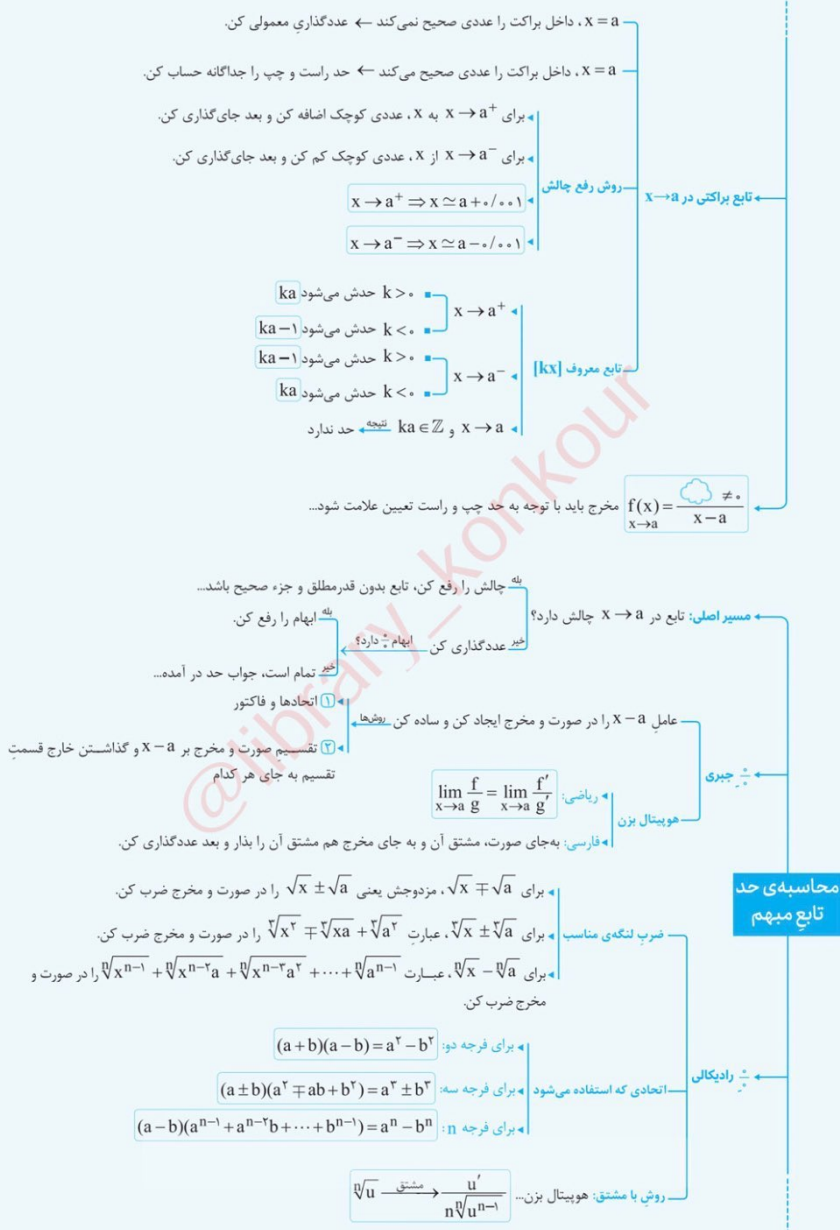 x = a، داخل براکت را عددی صحیح نمی‌کند ← عددگذاریِ معمولی کن.
x = a، داخل براکت را عددی صحیح می‌کند ← حد راست و چپ را جداگانه حساب کن.
تابع براکتی در x→a
روش رفع چالش
برای x→a⁺ به x، عددی کوچک اضافه کن و بعد جای‌گذاری کن.
برای x→a⁻ از x، عددی کوچک کم کن و بعد جای‌گذاری کن.
x→a⁺ ⇒ x ≃ a+۰/۰۰۱
x→a⁻ ⇒ x ≃ a−۰/۰۰۱
تابع معروف [kx]
x→a⁺
k>۰ حدش می‌شود ka
k<۰ حدش می‌شود ka−۱
x→a⁻
k>۰ حدش می‌شود ka−۱
k<۰ حدش می‌شود ka
x→a و ka∈ℤ نتیجه حد ندارد
f(x) = ≠۰ / x−a مخرج باید با توجه به حد چپ و راست تعیین علامت شود...
x→a
محاسبه‌ی حد
تابعِ مبهم
مسیر اصلی: تابع در x→a چالش دارد؟
بله چالش را رفع کن، تابع بدون قدرمطلق و جزء صحیح باشد...
خیر عددگذاری کن ابهام ۰/۰ دارد؟
بله ابهام را رفع کن.
خیر تمام است، جواب حد در آمده...
۰/۰ جبری
عاملِ x−a را در صورت و مخرج ایجاد کن و ساده کن روش‌ها
۱ اتحادها و فاکتور
۲ تقسیم صورت و مخرج بر x−a و گذاشتن خارج قسمتِ
تقسیم به جای هر کدام
هوپیتال بزن
ریاضی: lim x→a f/g = lim x→a f′/g′
فارسی: به‌جای صورت، مشتق آن و به جای مخرج هم مشتق آن را بذار و بعد عددگذاری کن.
۰/۰ رادیکالی
ضربِ لنگه‌ی مناسب
برای √x ∓ √a، مزدوجش یعنی √x ± √a را در صورت و مخرج ضرب کن.
برای ∛x ± ∛a، عبارتِ ∛x² ∓ ∛xa + ∛a² را در صورت و مخرج ضرب کن.
برای ⁿ√x − ⁿ√a، عبارت ⁿ√xⁿ⁻¹ + ⁿ√xⁿ⁻²a + ⁿ√xⁿ⁻³a² + ⋯ + ⁿ√aⁿ⁻¹ را در صورت و
مخرج ضرب کن.
اتحادی که استفاده می‌شود
برای فرجه دو: (a+b)(a−b)=a²−b²
برای فرجه سه: (a±b)(a²∓ab+b²)=a³±b³
برای فرجه n: (a−b)(aⁿ⁻¹+aⁿ⁻²b+⋯+bⁿ⁻¹)=aⁿ−bⁿ
روش با مشتق: هوپیتال بزن... ⁿ√u مشتق → u′ / n ⁿ√uⁿ⁻¹
@library_konkour